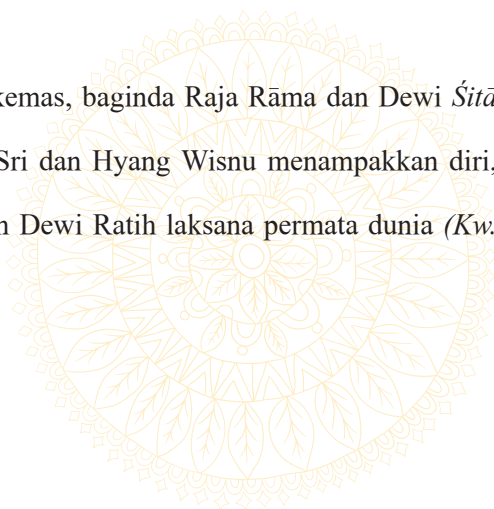 kemas, baginda Raja Rāma dan Dewi Śitā
Sri dan Hyang Wisnu menampakkan diri,
n Dewi Ratih laksana permata dunia (Kw.